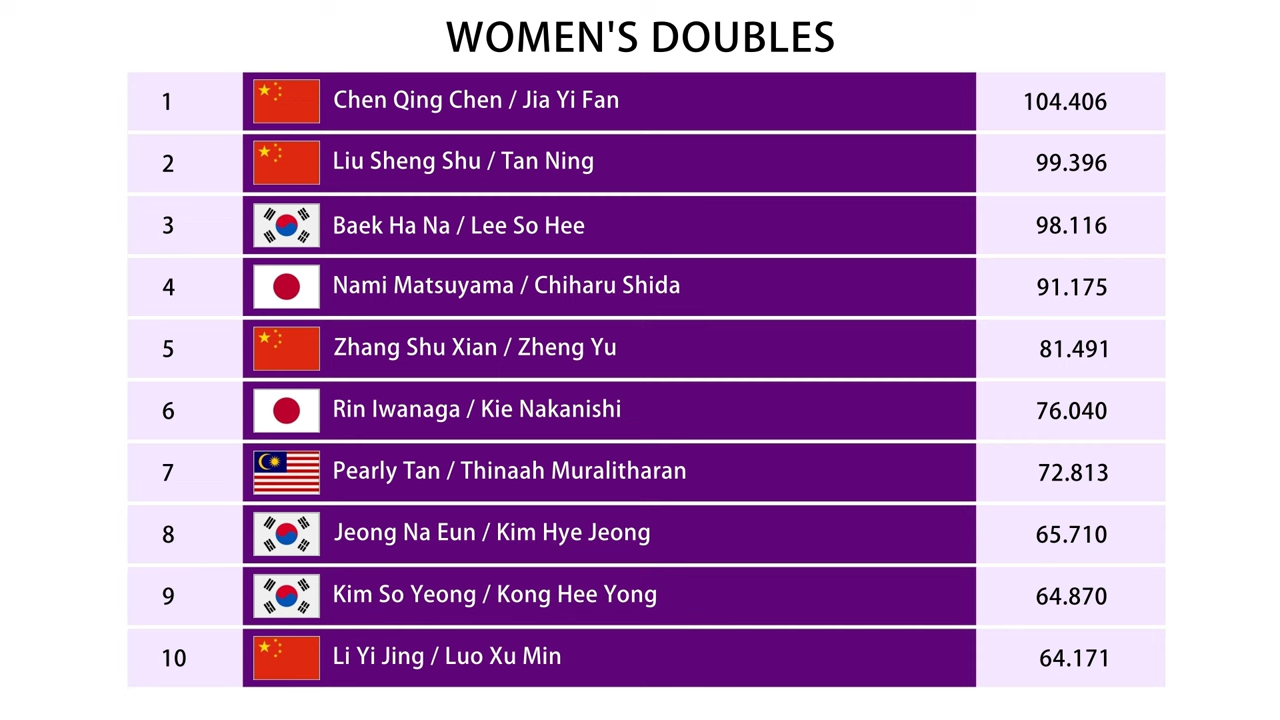 WOMEN'S DOUBLES
1 Chen Qing Chen / Jia Yi Fan 104.406
2 Liu Sheng Shu / Tan Ning 99.396
3 Baek Ha Na / Lee So Hee 98.116
4 Nami Matsuyama / Chiharu Shida 91.175
5 Zhang Shu Xian / Zheng Yu 81.491
6 Rin Iwanaga / Kie Nakanishi 76.040
7 Pearly Tan / Thinaah Muralitharan 72.813
8 Jeong Na Eun / Kim Hye Jeong 65.710
9 Kim So Yeong / Kong Hee Yong 64.870
10 Li Yi Jing / Luo Xu Min 64.171